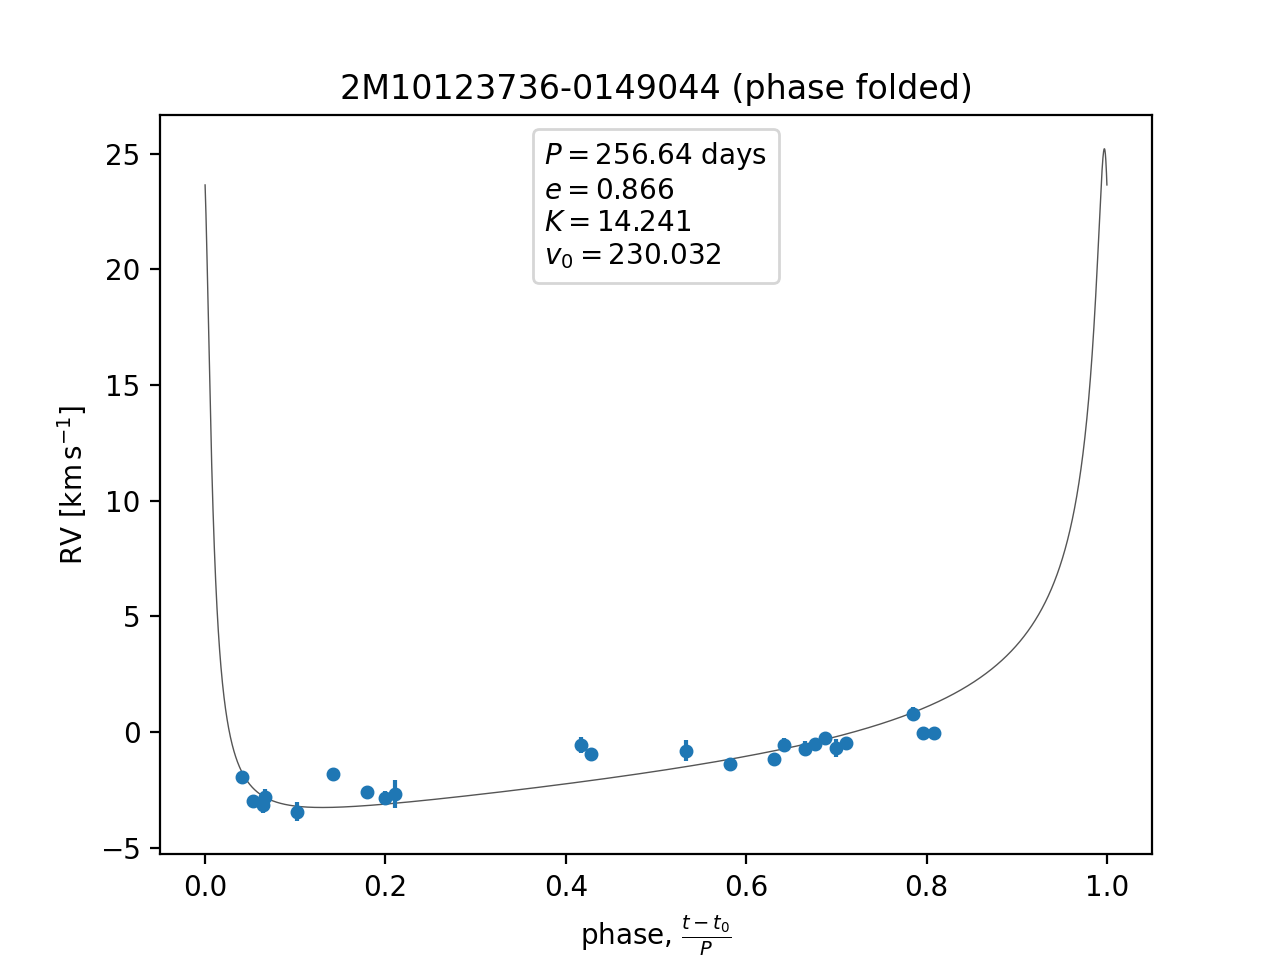 2M10123736-0149044 (phase folded)
P = 256.64 days
e = 0.866
K = 14.241
v₀ = 230.032
25
20
15
10
5
0
−5
RV [km s⁻¹]
0.0 0.2 0.4 0.6 0.8 1.0
phase, (t − t₀)/P